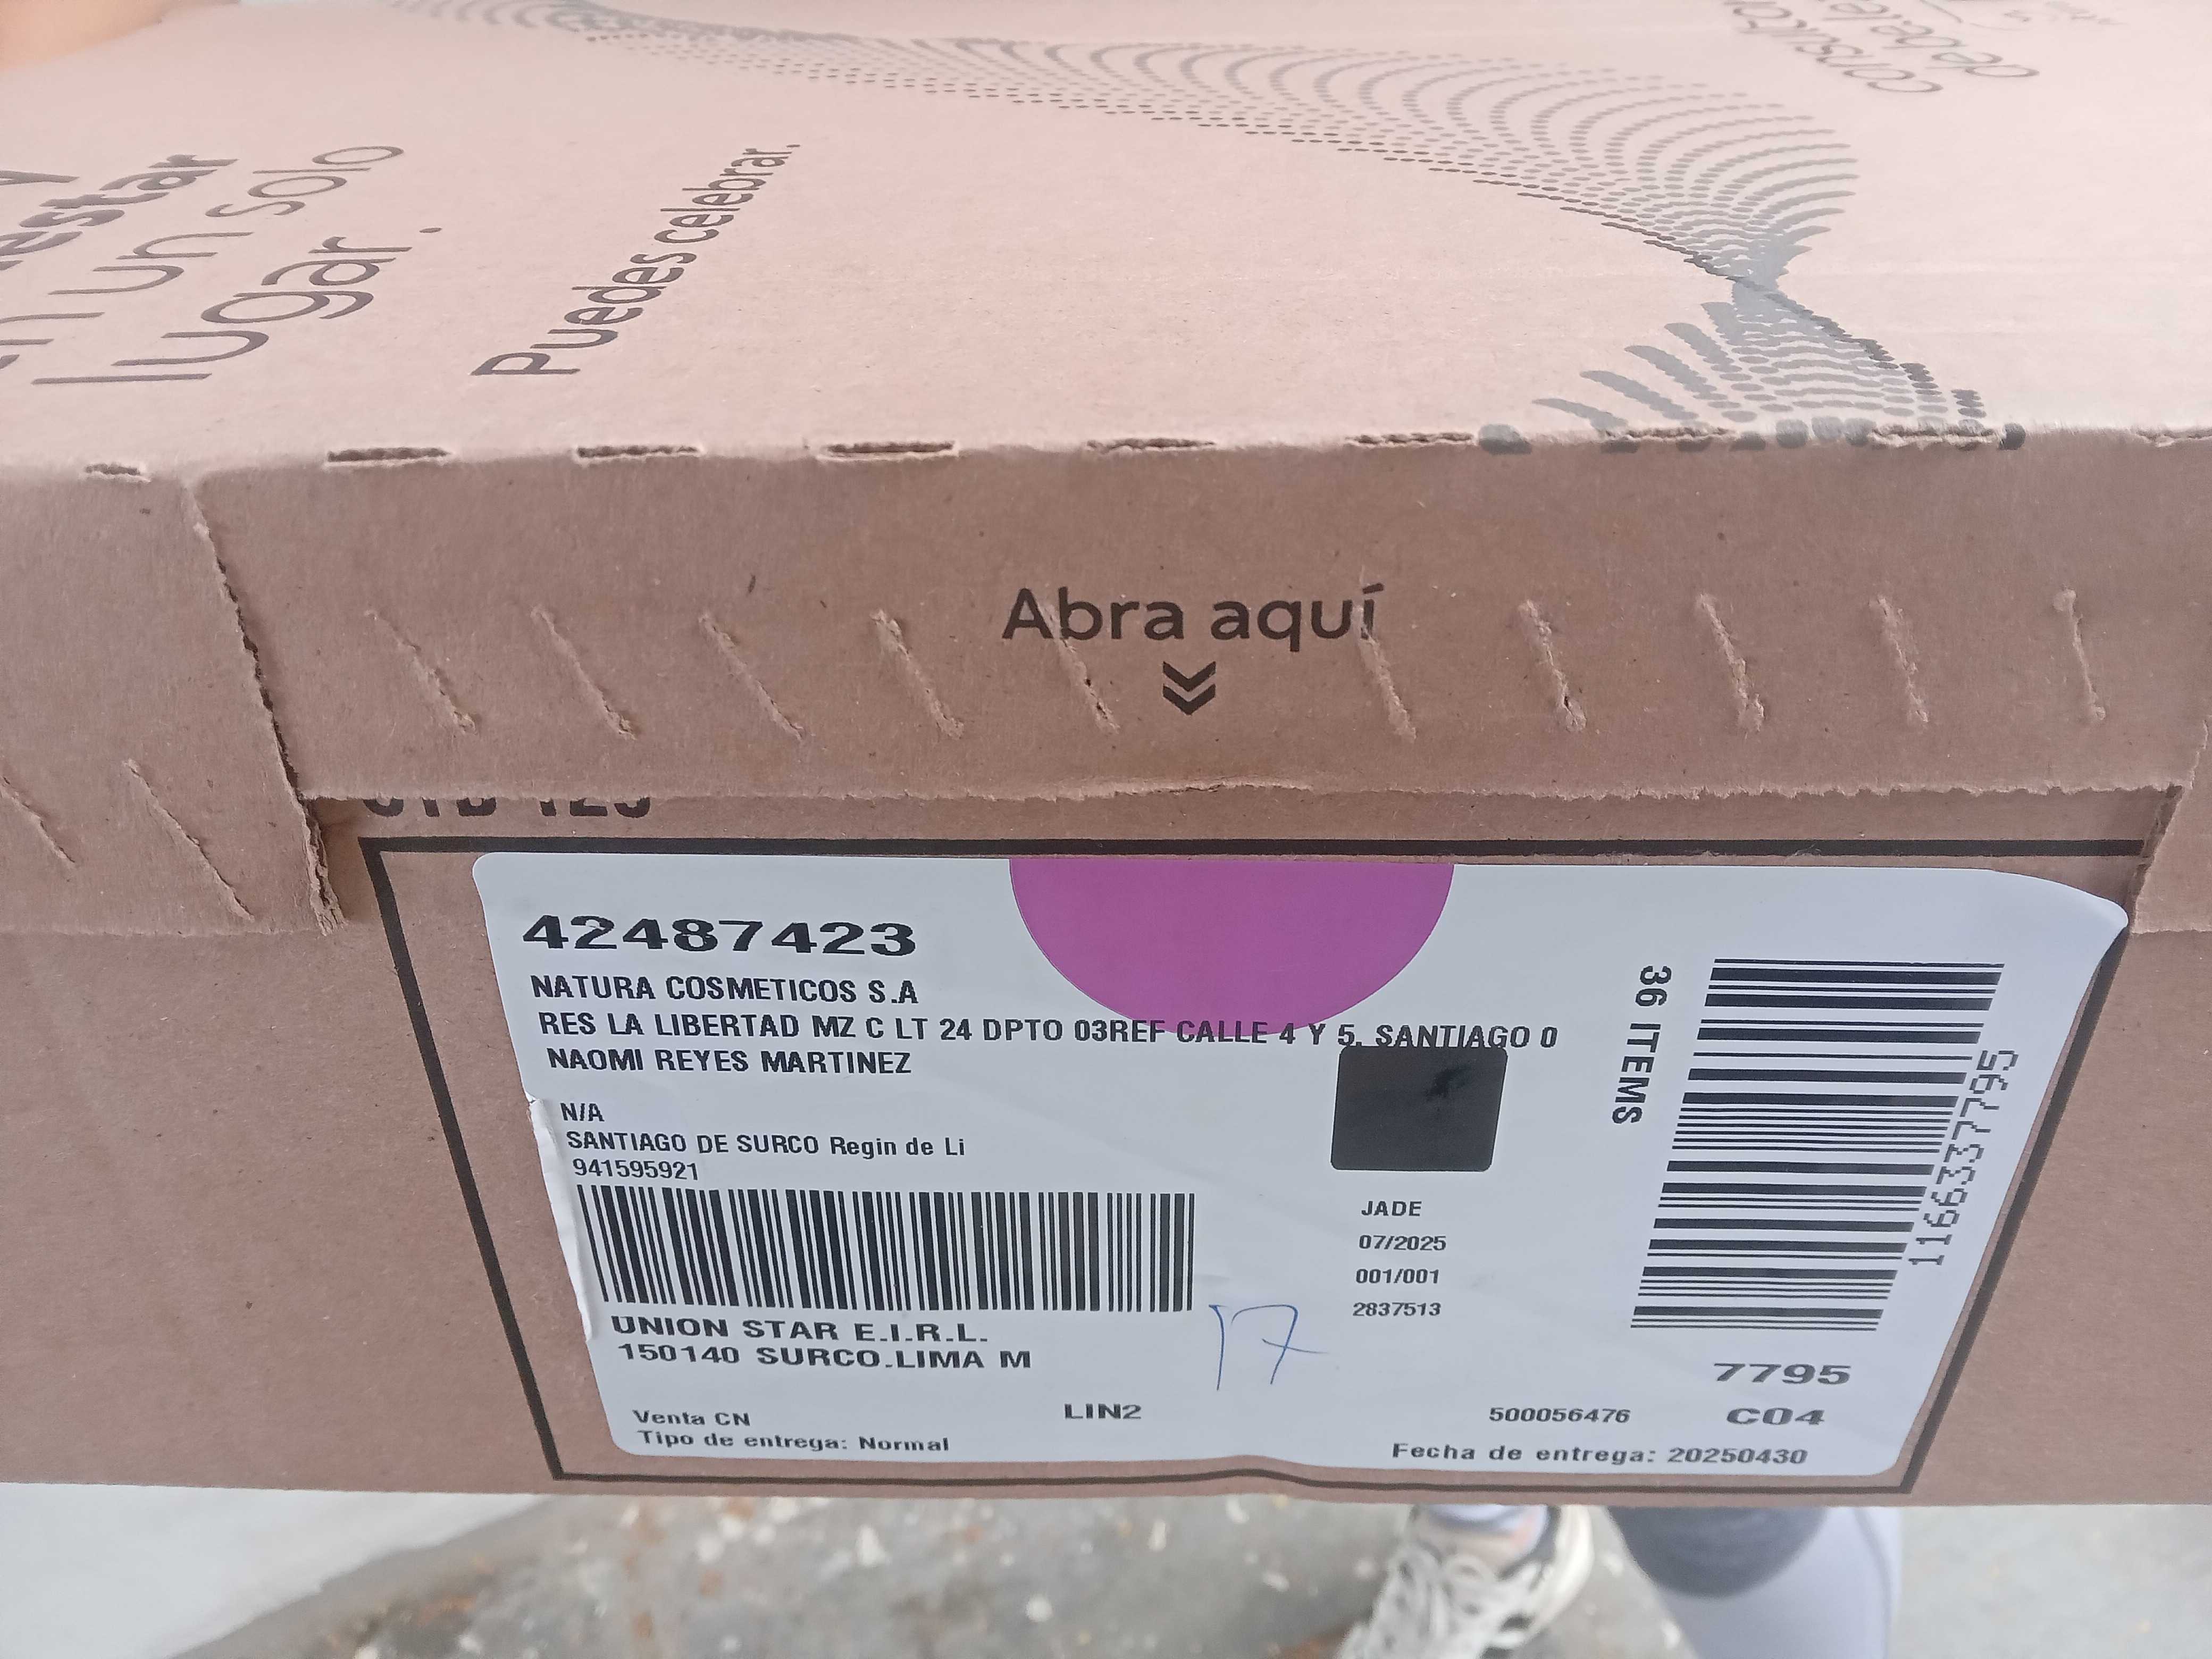 estar
en un solo
lugar.
Puedes celebrar.
Abra aquí
42487423
NATURA COSMETICOS S.A
RES LA LIBERTAD MZ C LT 24 DPTO 03REF CALLE 4 Y 5, SANTIAGO 0
NAOMI REYES MARTINEZ
N/A
SANTIAGO DE SURCO Regin de Li
941595921
UNION STAR E.I.R.L.
150140 SURCO.LIMA M
17
Venta CN
Tipo de entrega: Normal
LIN2
JADE
07/2025
001/001
2837513
36 ITEMS
1166337795
7795
500056476
C04
Fecha de entrega: 20250430